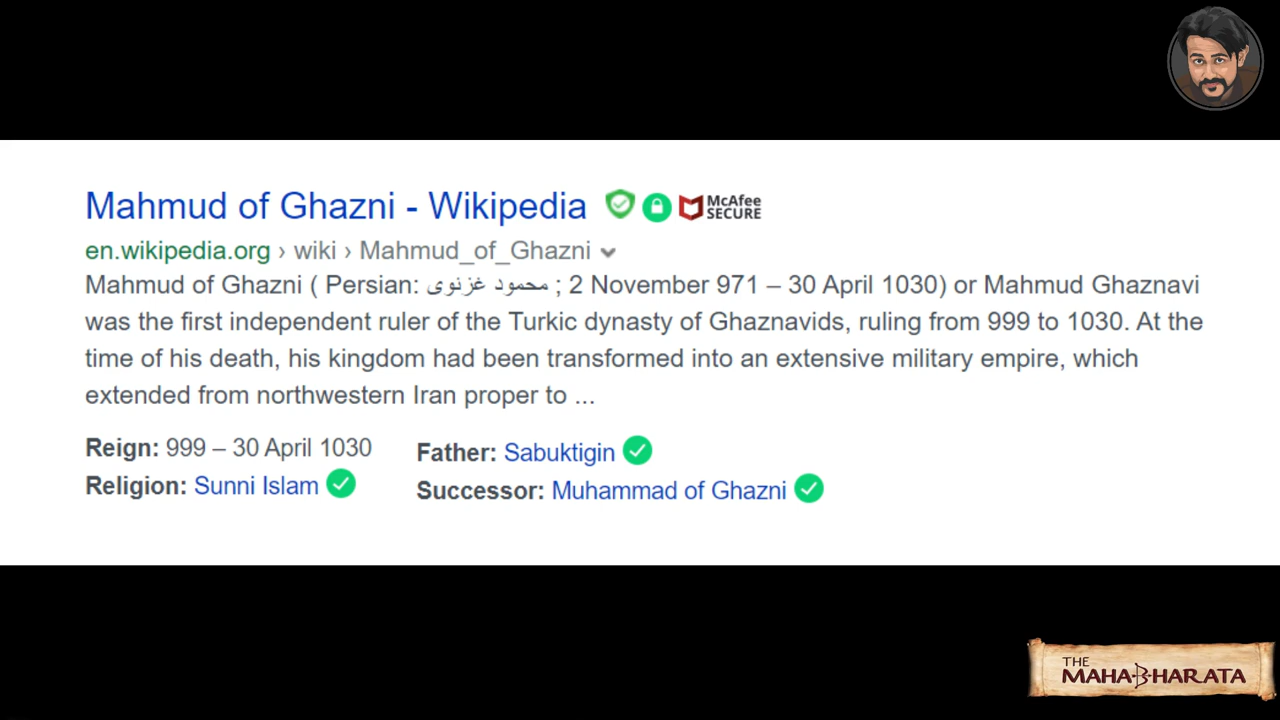 Mahmud of Ghazni - Wikipedia McAfee SECURE
en.wikipedia.org › wiki › Mahmud_of_Ghazni
Mahmud of Ghazni ( Persian: محمود غزنوی ; 2 November 971 – 30 April 1030) or Mahmud Ghaznavi
was the first independent ruler of the Turkic dynasty of Ghaznavids, ruling from 999 to 1030. At the
time of his death, his kingdom had been transformed into an extensive military empire, which
extended from northwestern Iran proper to ...
Reign: 999 – 30 April 1030
Religion: Sunni Islam
Father: Sabuktigin
Successor: Muhammad of Ghazni
THE
MAHABHARATA